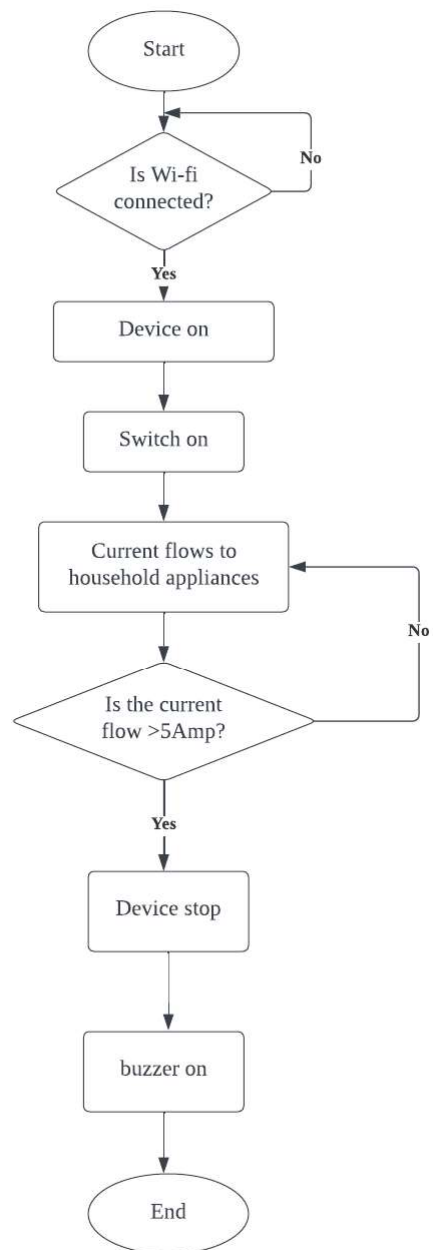 Start
No
Is Wi-fi
connected?
Yes
Device on
Switch on
Current flows to
household appliances
No
Is the current
flow >5Amp?
Yes
Device stop
buzzer on
End